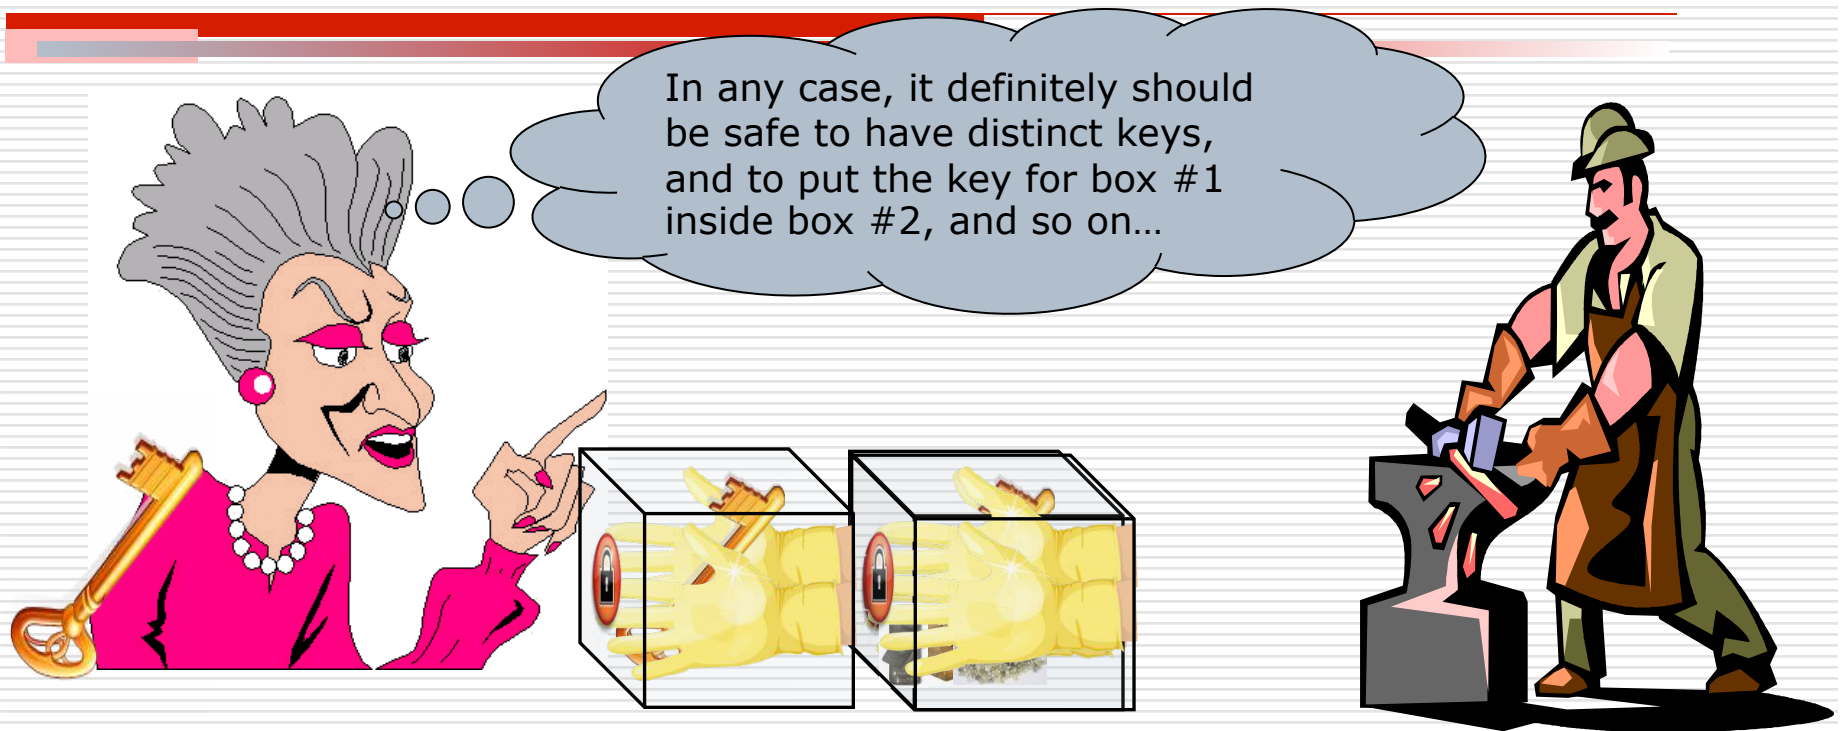 In any case, it definitely should
be safe to have distinct keys,
and to put the key for box #1
inside box #2, and so on…